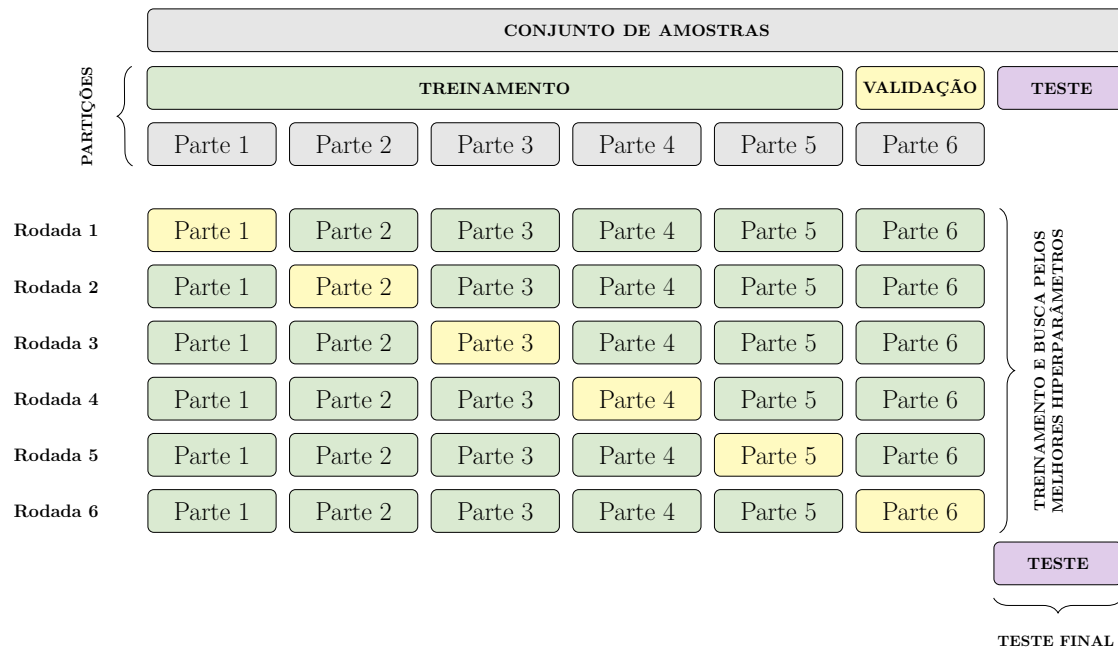 CONJUNTO DE AMOSTRAS
PARTIÇÕES
TREINAMENTO VALIDAÇÃO TESTE
Parte 1 Parte 2 Parte 3 Parte 4 Parte 5 Parte 6
Rodada 1 Parte 1 Parte 2 Parte 3 Parte 4 Parte 5 Parte 6
Rodada 2 Parte 1 Parte 2 Parte 3 Parte 4 Parte 5 Parte 6
Rodada 3 Parte 1 Parte 2 Parte 3 Parte 4 Parte 5 Parte 6
Rodada 4 Parte 1 Parte 2 Parte 3 Parte 4 Parte 5 Parte 6
Rodada 5 Parte 1 Parte 2 Parte 3 Parte 4 Parte 5 Parte 6
Rodada 6 Parte 1 Parte 2 Parte 3 Parte 4 Parte 5 Parte 6
TREINAMENTO E BUSCA PELOS
MELHORES HIPERPARÂMETROS
TESTE
TESTE FINAL